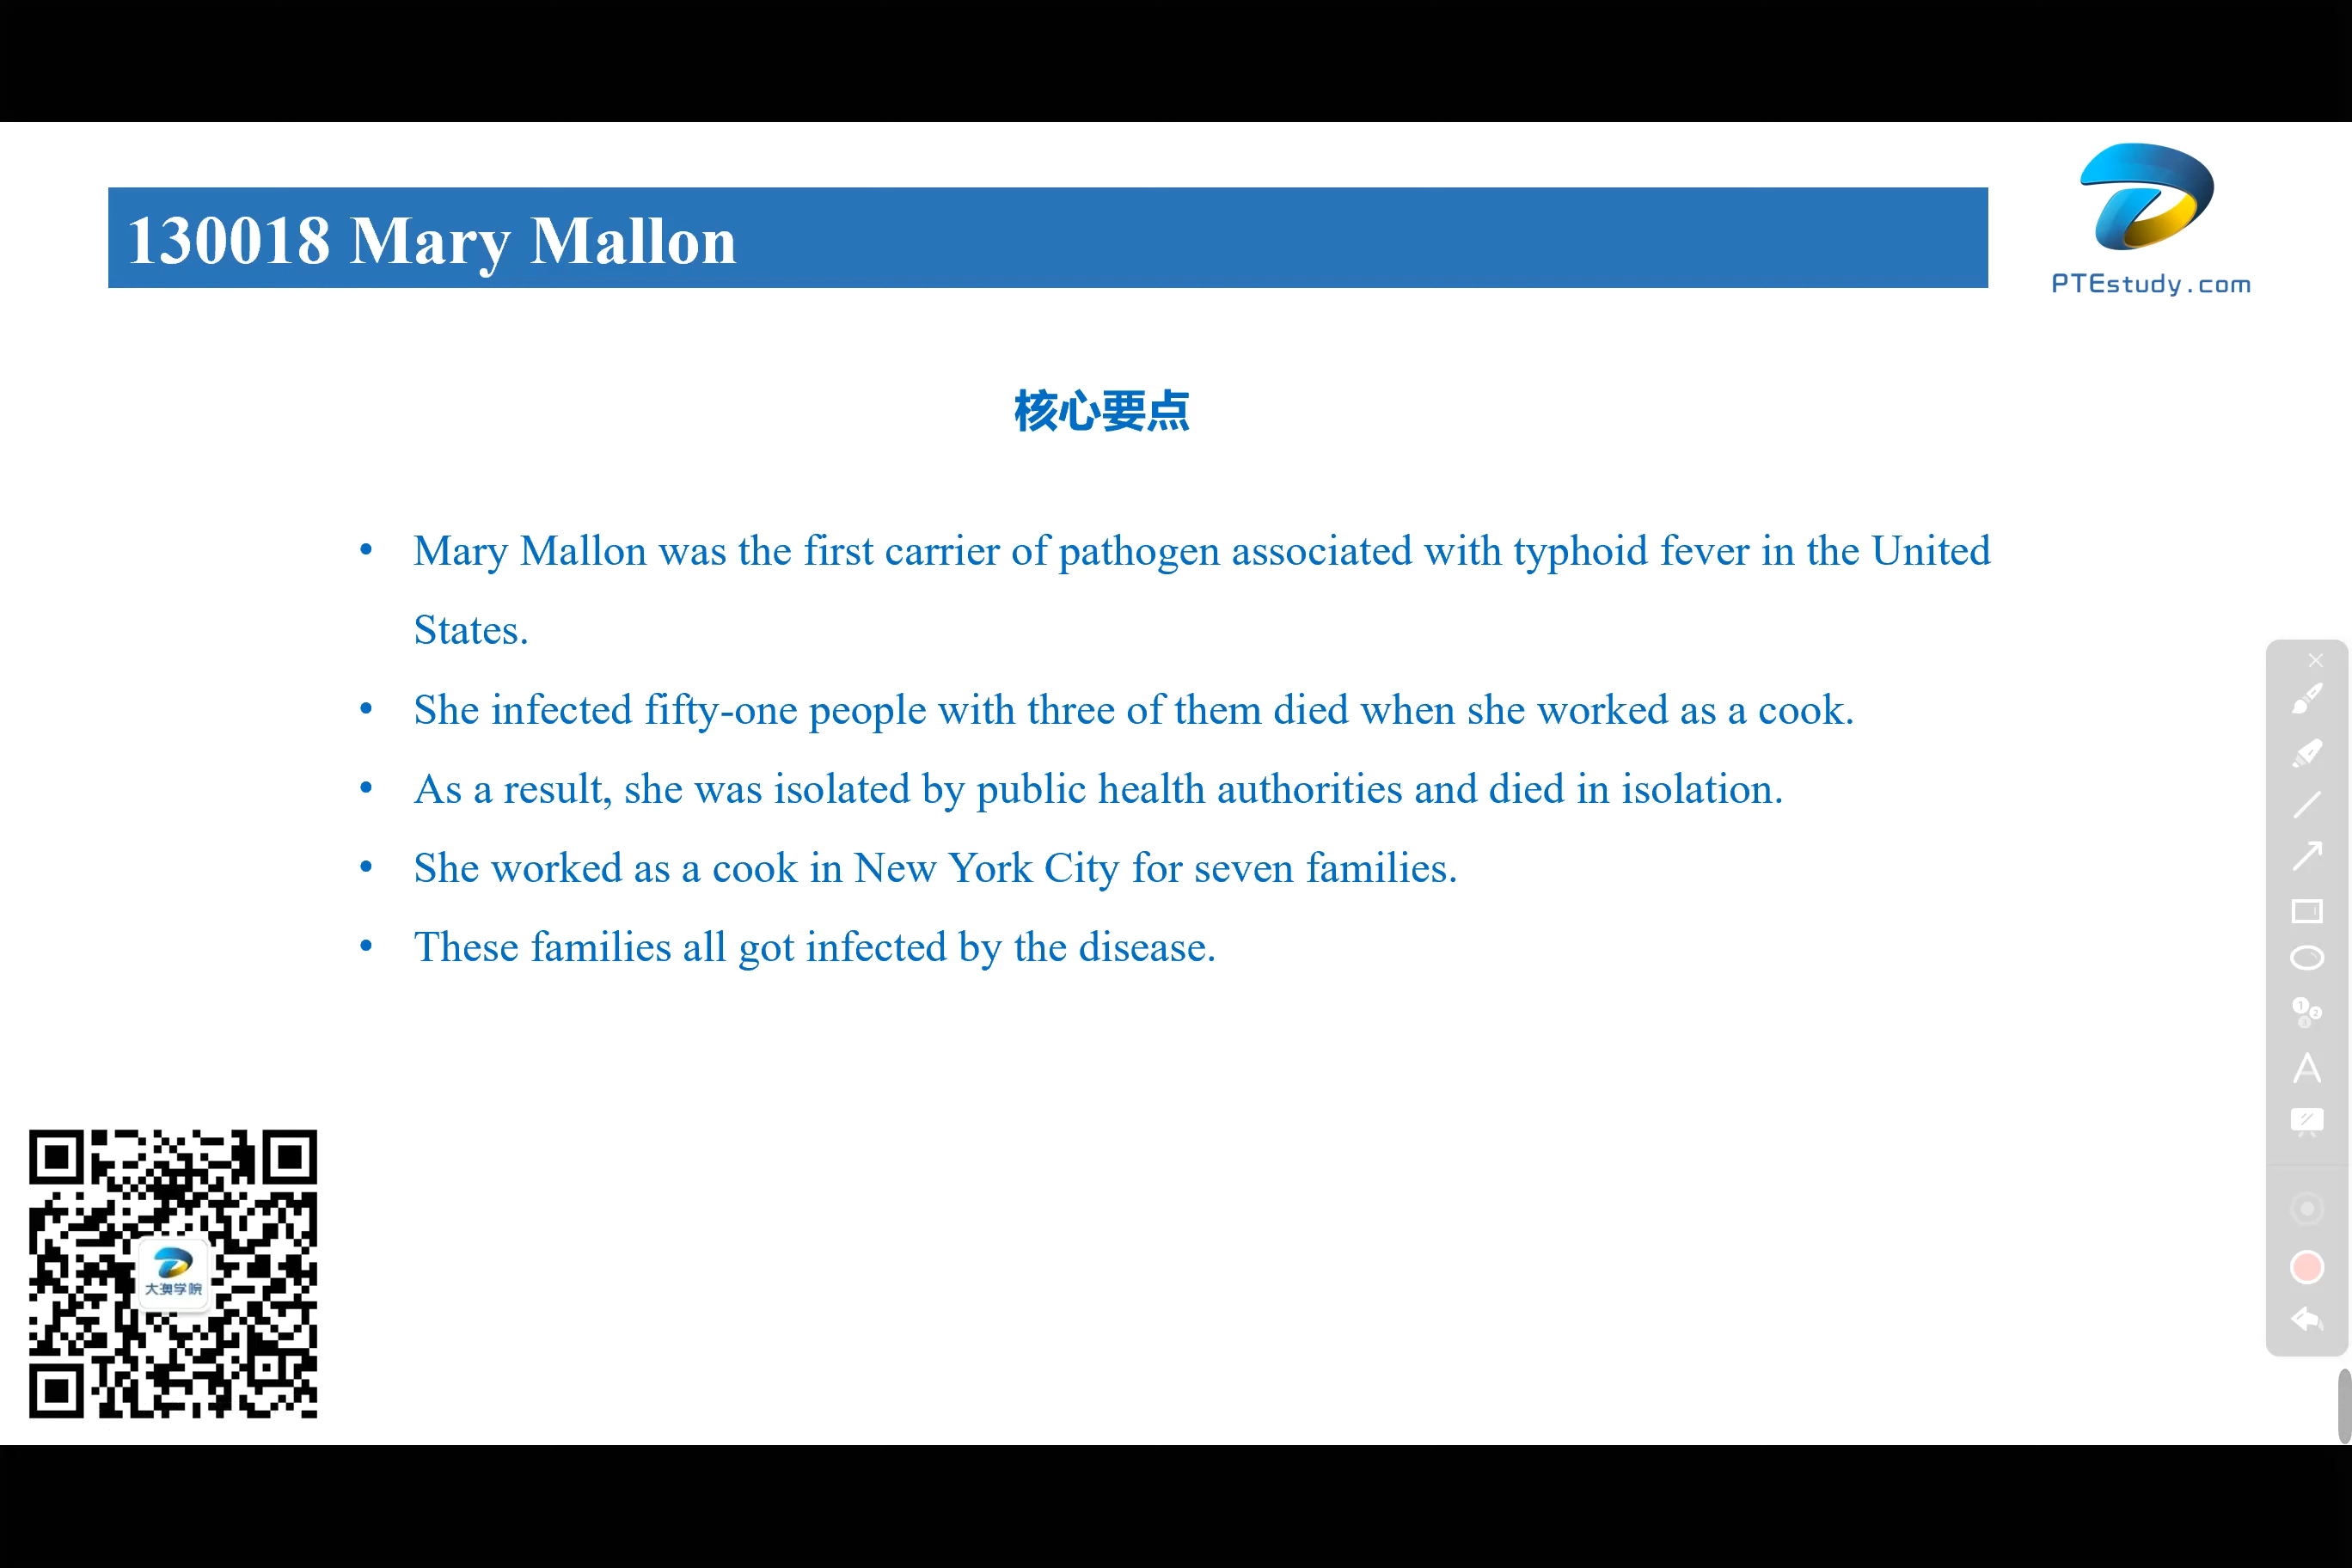 130018 Mary Mallon
PTEstudy.com
核心要点
• Mary Mallon was the first carrier of pathogen associated with typhoid fever in the United
States.
• She infected fifty-one people with three of them died when she worked as a cook.
• As a result, she was isolated by public health authorities and died in isolation.
• She worked as a cook in New York City for seven families.
• These families all got infected by the disease.
大澳学院